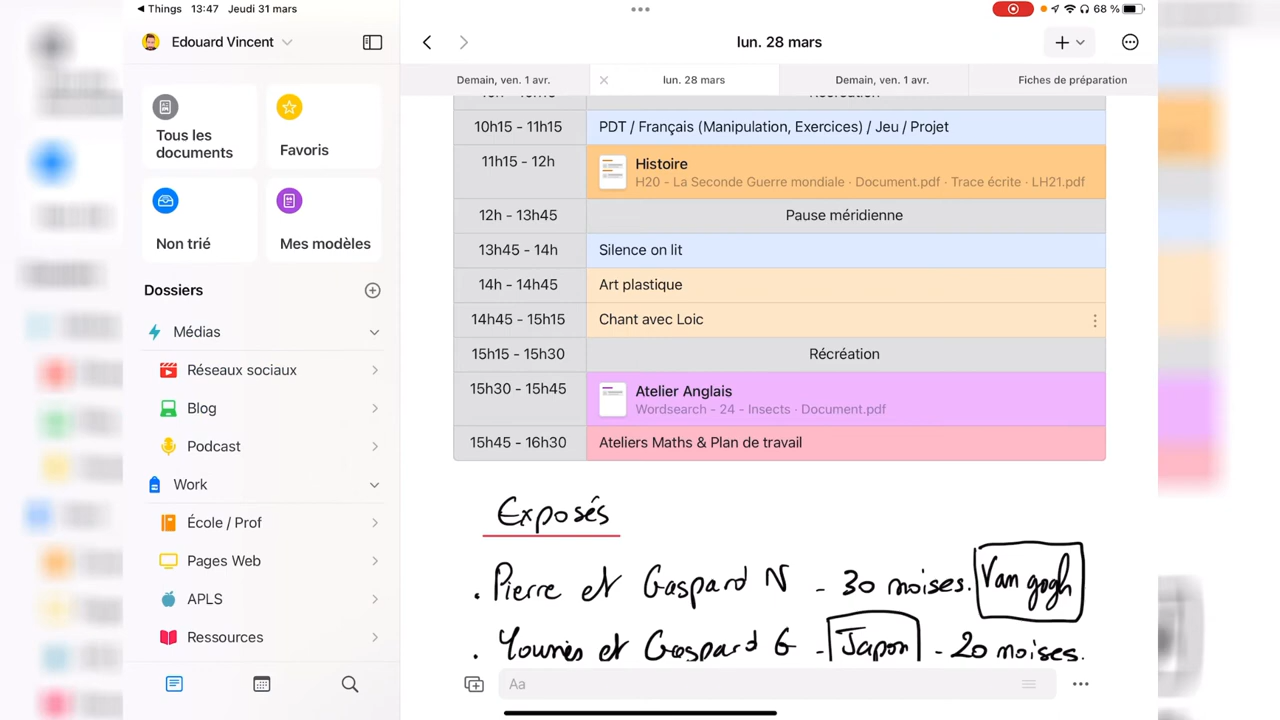 Things 13:47 Jeudi 31 mars
68 %
Edouard Vincent
lun. 28 mars
Demain, ven. 1 avr.
lun. 28 mars
Demain, ven. 1 avr.
Fiches de préparation
Tous les
documents
Favoris
Non trié
Mes modèles
Dossiers
Médias
Réseaux sociaux
Blog
Podcast
Work
École / Prof
Pages Web
APLS
Ressources
10h15 - 11h15 PDT / Français (Manipulation, Exercices) / Jeu / Projet
11h15 - 12h Histoire
H20 - La Seconde Guerre mondiale · Document.pdf · Trace écrite · LH21.pdf
12h - 13h45 Pause méridienne
13h45 - 14h Silence on lit
14h - 14h45 Art plastique
14h45 - 15h15 Chant avec Loic
15h15 - 15h30 Récréation
15h30 - 15h45 Atelier Anglais
Wordsearch - 24 - Insects · Document.pdf
15h45 - 16h30 Ateliers Maths & Plan de travail
Exposés
. Pierre et Gaspard N - 30 moises. Van gogh
. Younès et Gaspard G - Japon - 20 moises.
Aa